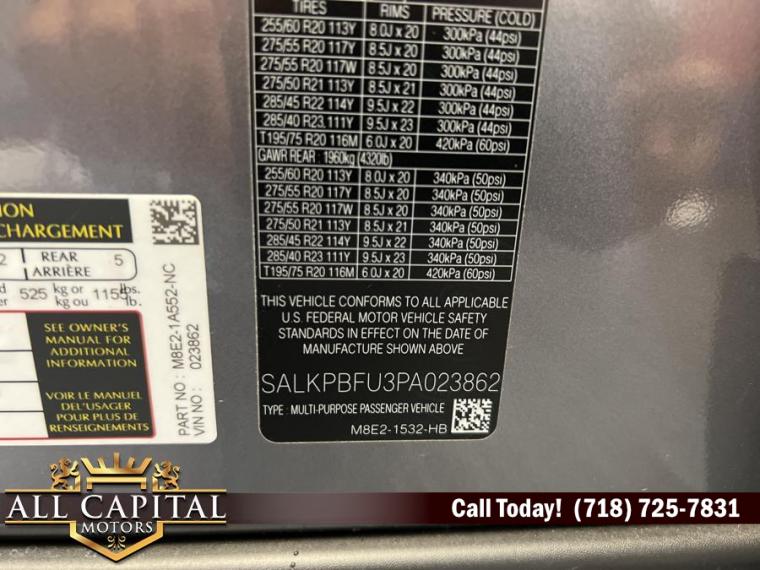 TIRES RIMS PRESSURE (COLD)
255/60 R20 113Y 8.0J x 20 300kPa (44psi)
275/55 R20 117Y 8.5J x 20 300kPa (44psi)
275/55 R20 117W 8.5J x 20 300kPa (44psi)
275/50 R21 113Y 8.5J x 21 300kPa (44psi)
285/45 R22 114Y 9.5J x 22 300kPa (44psi)
285/40 R23 111Y 9.5J x 23 300kPa (44psi)
T195/75 R20 116M 6.0J x 20 420kPa (60psi)
GAWR REAR : 1960kg (4320lb)
255/60 R20 113Y 8.0J x 20 340kPa (50psi)
275/55 R20 117Y 8.5J x 20 340kPa (50psi)
275/55 R20 117W 8.5J x 20 340kPa (50psi)
275/50 R21 113Y 8.5J x 21 340kPa (50psi)
285/45 R22 114Y 9.5J x 22 340kPa (50psi)
285/40 R23 111Y 9.5J x 23 340kPa (50psi)
T195/75 R20 116M 6.0J x 20 420kPa (60psi)
THIS VEHICLE CONFORMS TO ALL APPLICABLE
U.S. FEDERAL MOTOR VEHICLE SAFETY
STANDARDS IN EFFECT ON THE DATE OF
MANUFACTURE SHOWN ABOVE
SALKPBFU3PA023862
TYPE : MULTI-PURPOSE PASSENGER VEHICLE
M8E2-1532-HB
ION
CHARGEMENT
2 REAR 5
ARRIÈRE
525 kg or 1155 lbs.
kg ou lb.
SEE OWNER'S
MANUAL FOR
ADDITIONAL
INFORMATION
VOIR LE MANUEL
DEL'USAGER
POUR PLUS DE
RENSEIGNEMENTS
PART NO : M8E2-1A552-NC
VIN NO : 023862
ALL CAPITAL
MOTORS
Call Today! (718) 725-7831